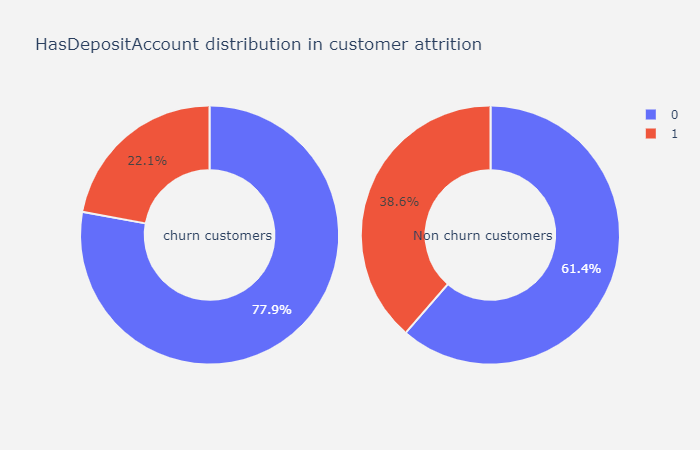 HasDepositAccount distribution in customer attrition
0
1
22.1%
churn customers
77.9%
38.6%
Non churn customers
61.4%